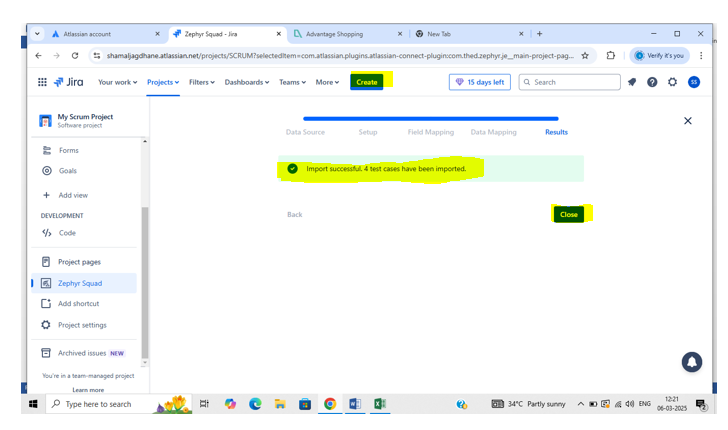 Atlassian account
Zephyr Squad - Jira
Advantage Shopping
New Tab
shamaljagdhane.atlassian.net/projects/SCRUM?selectedItem=com.atlassian.plugins.atlassian-connect-plugin:com.thed.zephyr.je__main-project-pag...
Verify it's you
Jira
Your work
Projects
Filters
Dashboards
Teams
More
Create
15 days left
Search
SS
My Scrum Project
Software project
Forms
Goals
Add view
DEVELOPMENT
Code
Project pages
Zephyr Squad
Add shortcut
Project settings
Archived issues NEW
You're in a team-managed project
Learn more
Data Source
Setup
Field Mapping
Data Mapping
Results
Import successful. 4 test cases have been imported.
Back
Close
Type here to search
34°C Partly sunny
ENG
12:21
06-03-2025
2